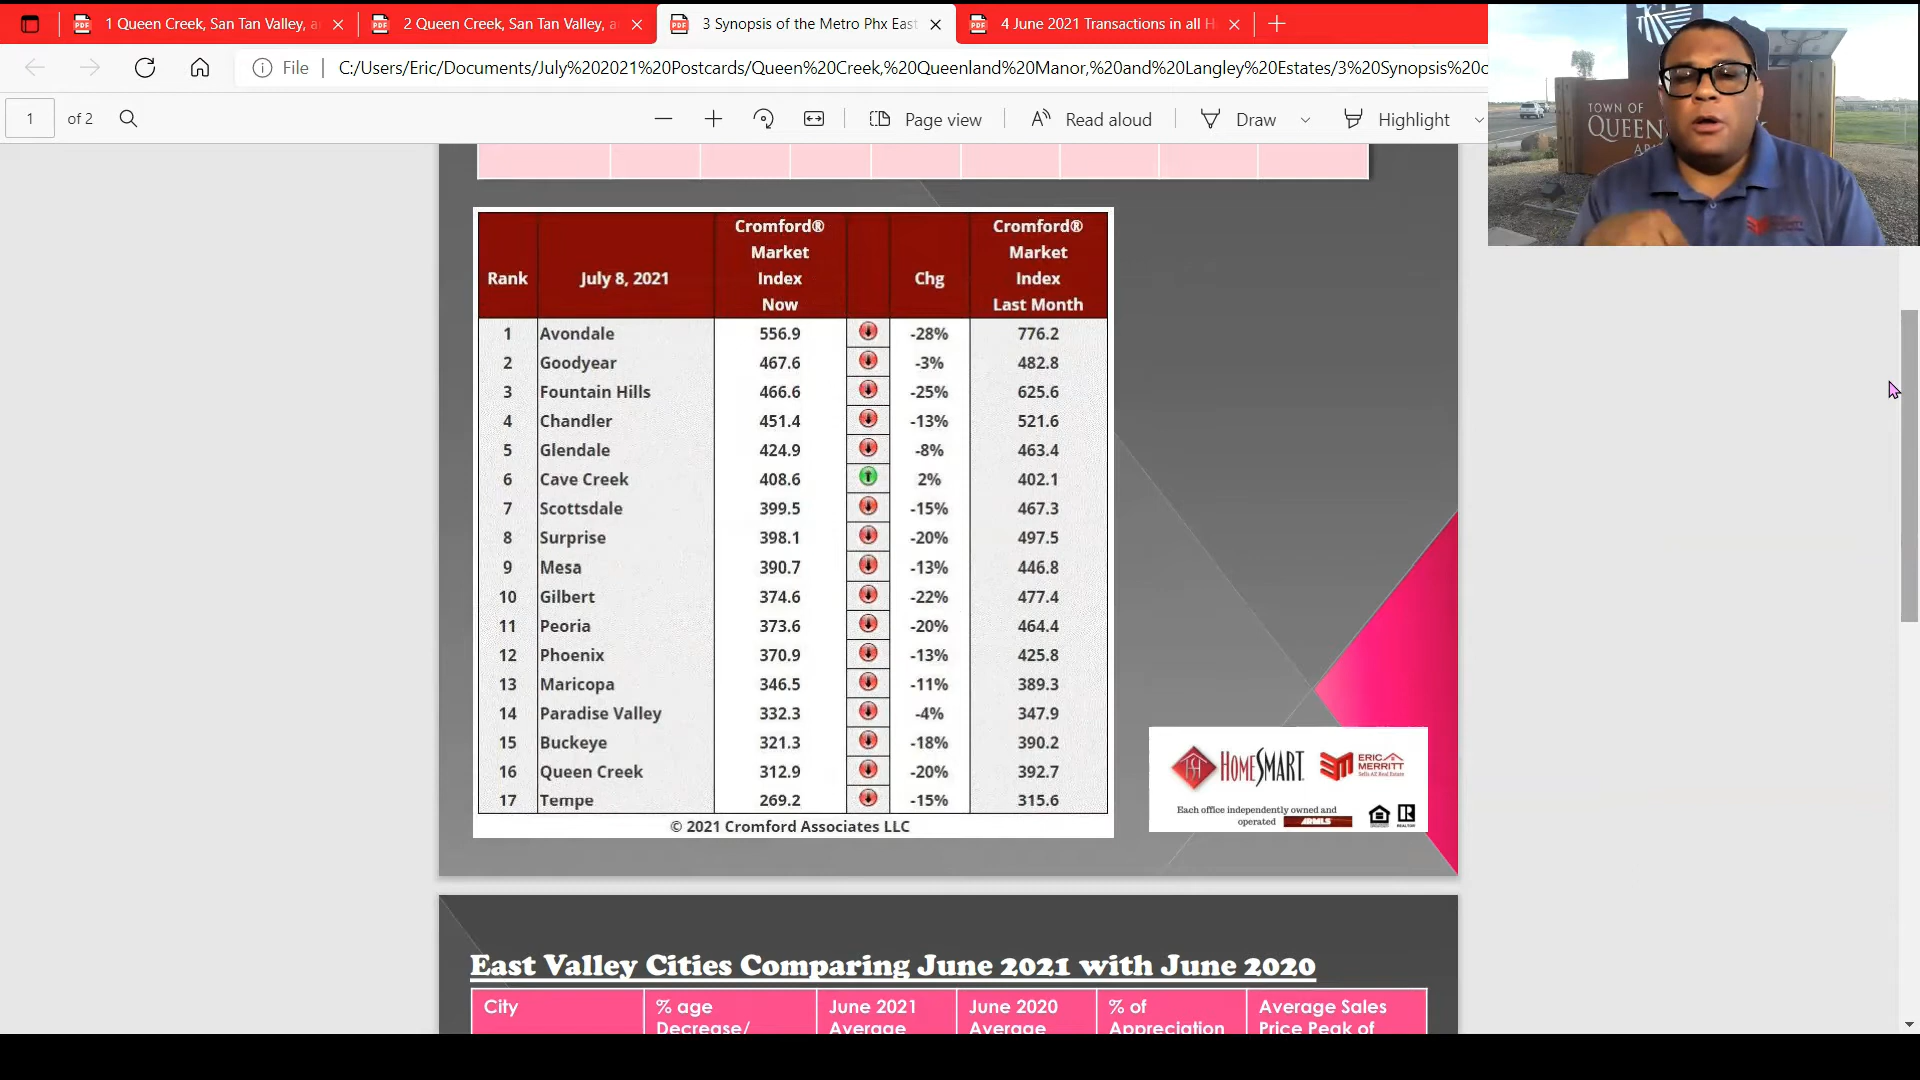 1 Queen Creek, San Tan Valley, a
2 Queen Creek, San Tan Valley, a
3 Synopsis of the Metro Phx East
4 June 2021 Transactions in all H
File
C:/Users/Eric/Documents/July%202021%20Postcards/Queen%20Creek,%20Queenland%20Manor,%20and%20Langley%20Estates/3%20Synopsis%20c
1 of 2
Page view
Read aloud
Draw
Highlight
TOWN OF
QUEEN
Rank July 8, 2021 Cromford® Market Index Now Chg Cromford® Market Index Last Month
1 Avondale 556.9 -28% 776.2
2 Goodyear 467.6 -3% 482.8
3 Fountain Hills 466.6 -25% 625.6
4 Chandler 451.4 -13% 521.6
5 Glendale 424.9 -8% 463.4
6 Cave Creek 408.6 2% 402.1
7 Scottsdale 399.5 -15% 467.3
8 Surprise 398.1 -20% 497.5
9 Mesa 390.7 -13% 446.8
10 Gilbert 374.6 -22% 477.4
11 Peoria 373.6 -20% 464.4
12 Phoenix 370.9 -13% 425.8
13 Maricopa 346.5 -11% 389.3
14 Paradise Valley 332.3 -4% 347.9
15 Buckeye 321.3 -18% 390.2
16 Queen Creek 312.9 -20% 392.7
17 Tempe 269.2 -15% 315.6
© 2021 Cromford Associates LLC
HOMESMART
ERIC MERRITT
Sells AZ Real Estate
Each office independently owned and
operated ARMLS
REALTOR
East Valley Cities Comparing June 2021 with June 2020
City % age June 2021 June 2020 % of Average Sales
Decrease/ Average Average Appreciation Price Peak of